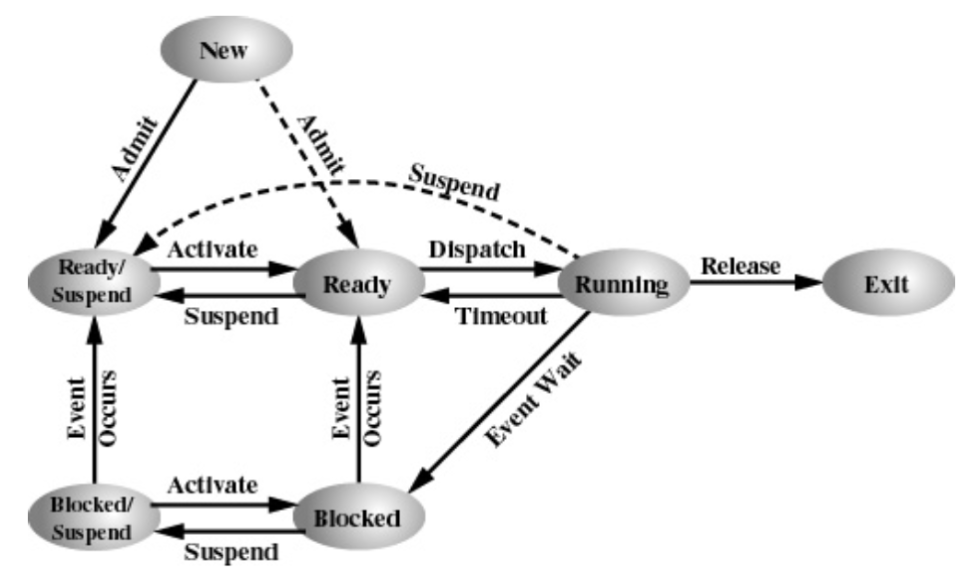 New
Admit
Admit
Suspend
Ready/
Suspend
Activate
Suspend
Ready
Dispatch
Timeout
Running
Release
Exit
Event
Occurs
Event
Occurs
Event Wait
Blocked/
Suspend
Activate
Suspend
Blocked